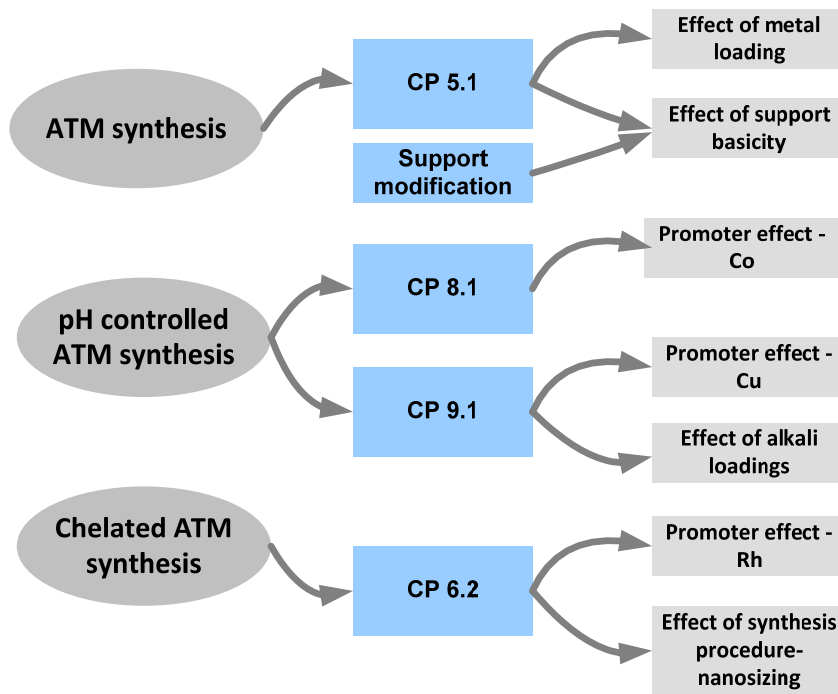 ATM synthesis
CP 5.1
Support
modification
Effect of metal
loading
Effect of support
basicity
pH controlled
ATM synthesis
CP 8.1
CP 9.1
Promoter effect -
Co
Promoter effect -
Cu
Effect of alkali
loadings
Chelated ATM
synthesis
CP 6.2
Promoter effect -
Rh
Effect of synthesis
procedure-
nanosizing